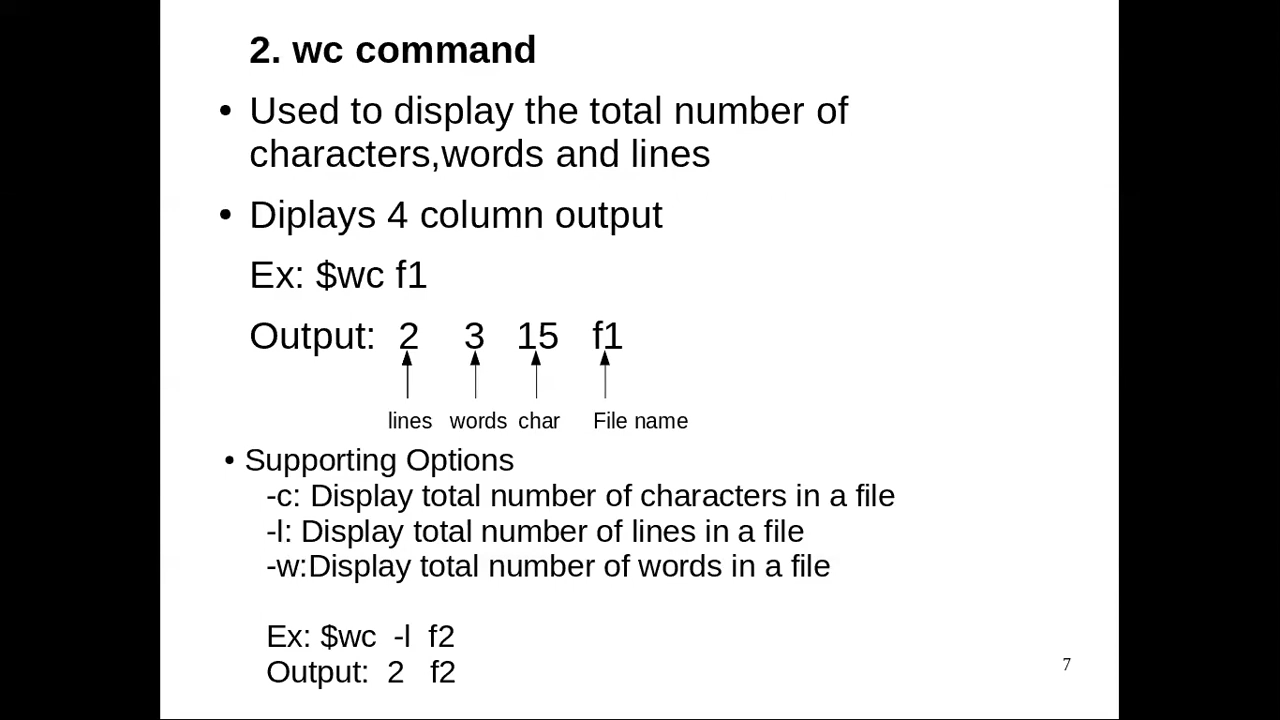 2. wc command
• Used to display the total number of
characters,words and lines
• Diplays 4 column output
Ex: $wc f1
Output: 2 3 15 f1
lines words char File name
• Supporting Options
-c: Display total number of characters in a file
-l: Display total number of lines in a file
-w:Display total number of words in a file
Ex: $wc -l f2
Output: 2 f2
7